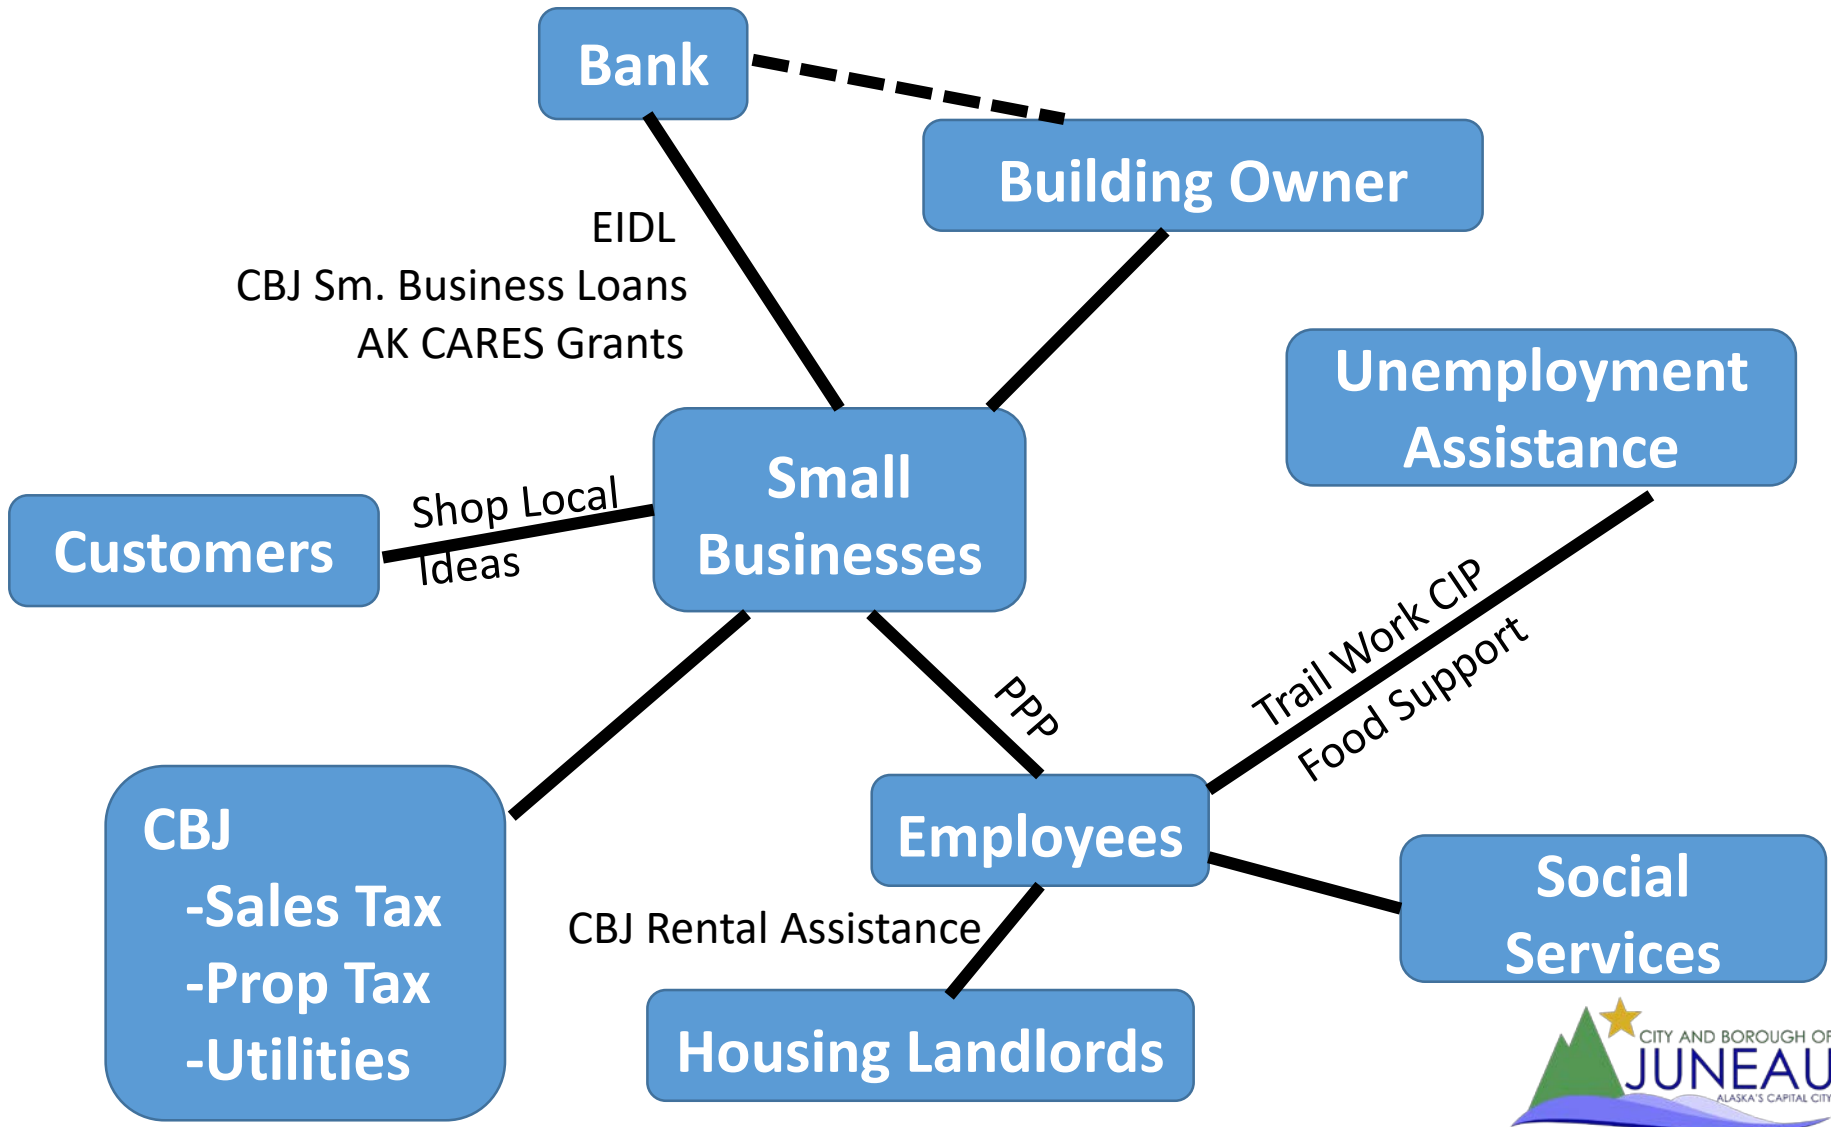 Bank
Building Owner
EIDL
CBJ Sm. Business Loans
AK CARES Grants
Unemployment
Assistance
Small
Businesses
Shop Local
Ideas
Customers
Trail Work CIP
Food Support
PPP
CBJ
-Sales Tax
-Prop Tax
-Utilities
Employees
Social
Services
CBJ Rental Assistance
Housing Landlords
CITY AND BOROUGH OF
JUNEAU
ALASKA'S CAPITAL CITY